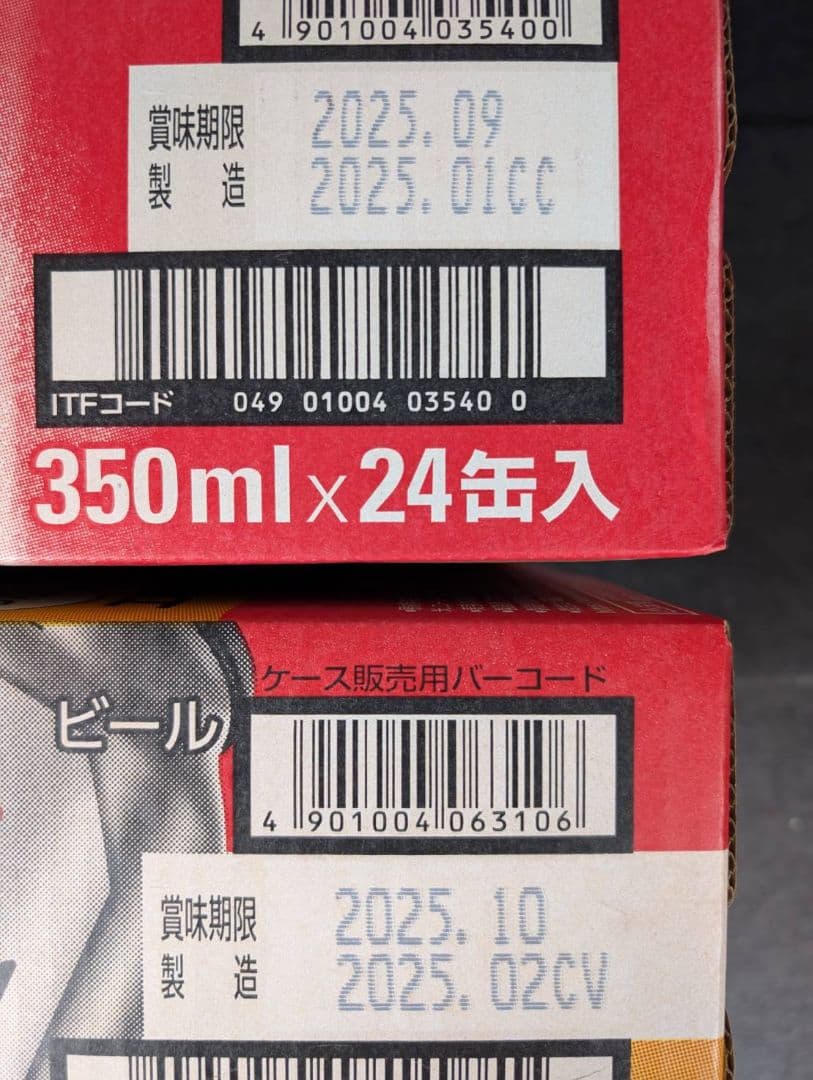 4 901004 035400
賞味期限 2025.09
製造 2025.01CC
ITFコード 049 01004 03540 0
350ml×24缶入
ケース販売用バーコード
ビール
4 901004 063106
賞味期限 2025.10
製造 2025.02CV